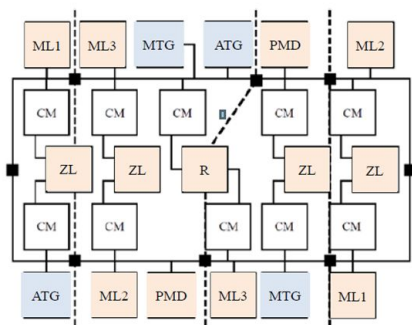 ML1 ML3 MTG ATG PMD ML2
CM CM CM CM CM
ZL ZL R ZL ZL
CM CM CM CM CM
ATG ML2 PMD ML3 MTG ML1